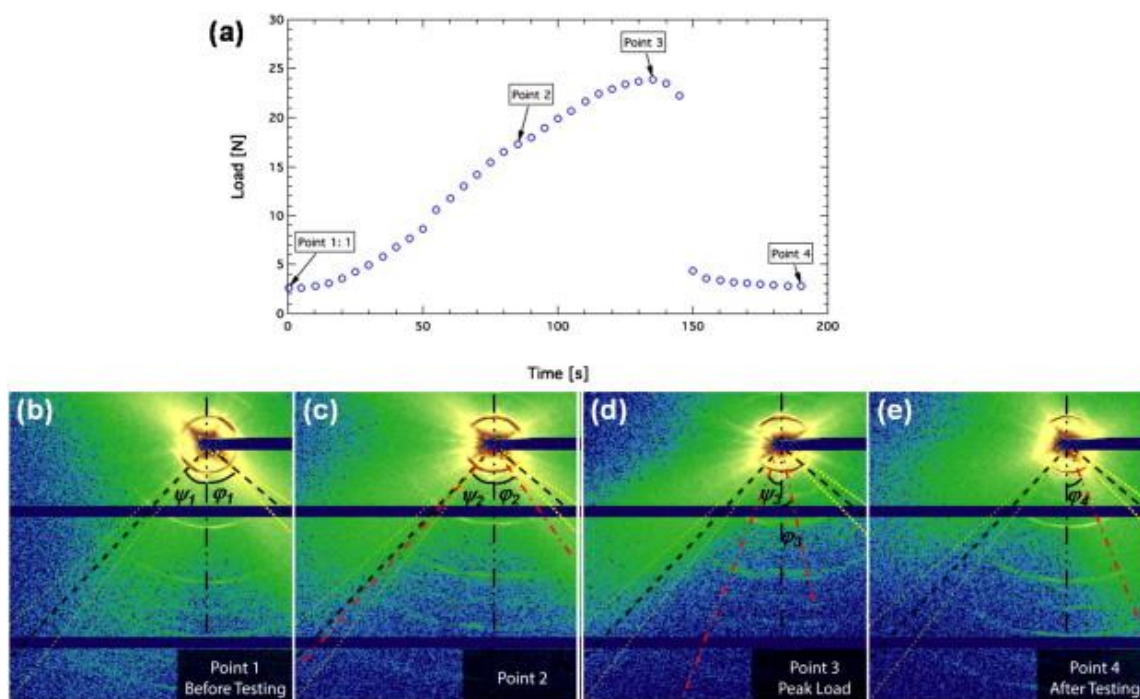 (a)
30
25
20
15
10
5
0
Load [N]
Point 1: 1
Point 2
Point 3
Point 4
0 50 100 150 200
Time [s]
(b) (c) (d) (e)
ψ1 φ1 ψ2 φ2 ψ3 φ3 φ4
Point 1
Before Testing
Point 2
Point 3
Peak Load
Point 4
After Testing